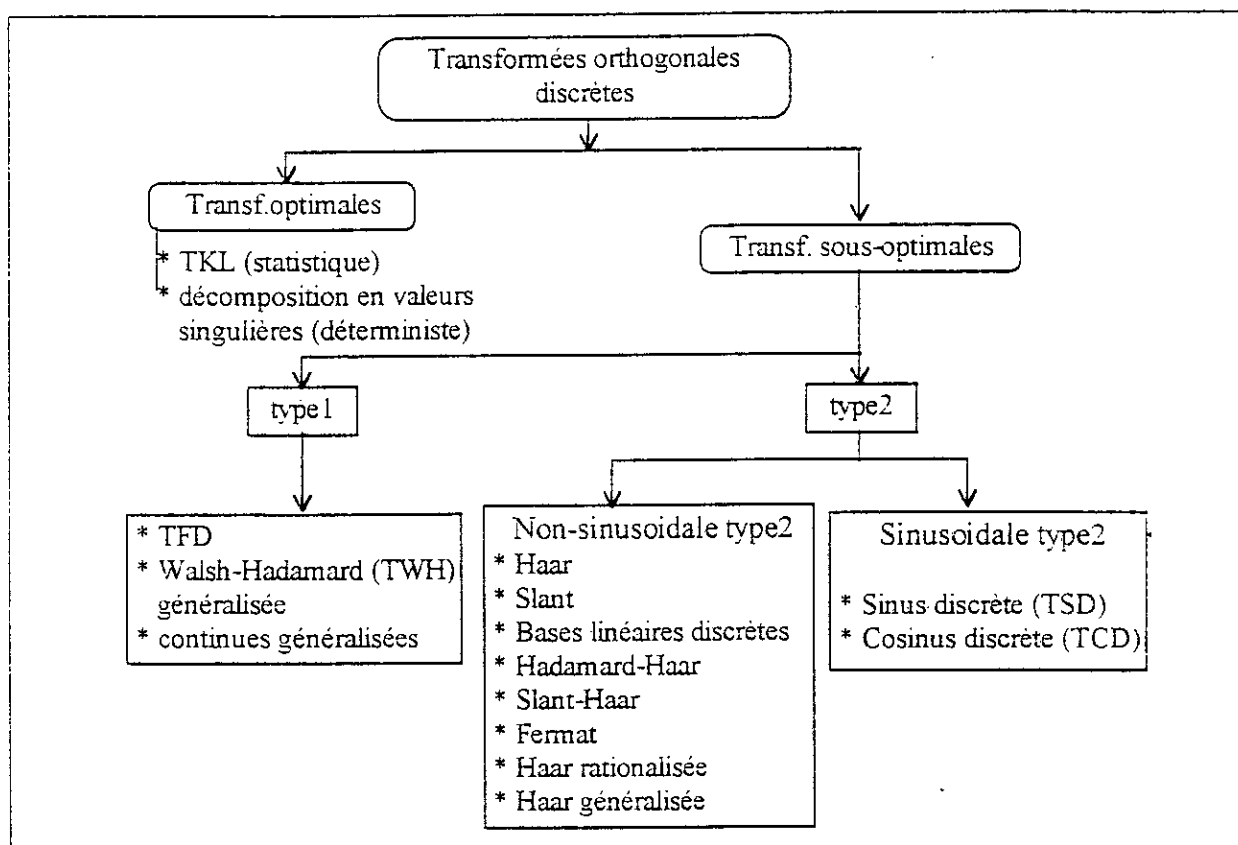 Transformées orthogonales
discrètes
Transf.optimales
* TKL (statistique)
* décomposition en valeurs
singulières (déterministe)
Transf. sous-optimales
type1
type2
* TFD
* Walsh-Hadamard (TWH)
généralisée
* continues généralisées
Non-sinusoidale type2
* Haar
* Slant
* Bases linéaires discrètes
* Hadamard-Haar
* Slant-Haar
* Fermat
* Haar rationalisée
* Haar généralisée
Sinusoidale type2
* Sinus discrète (TSD)
* Cosinus discrète (TCD)